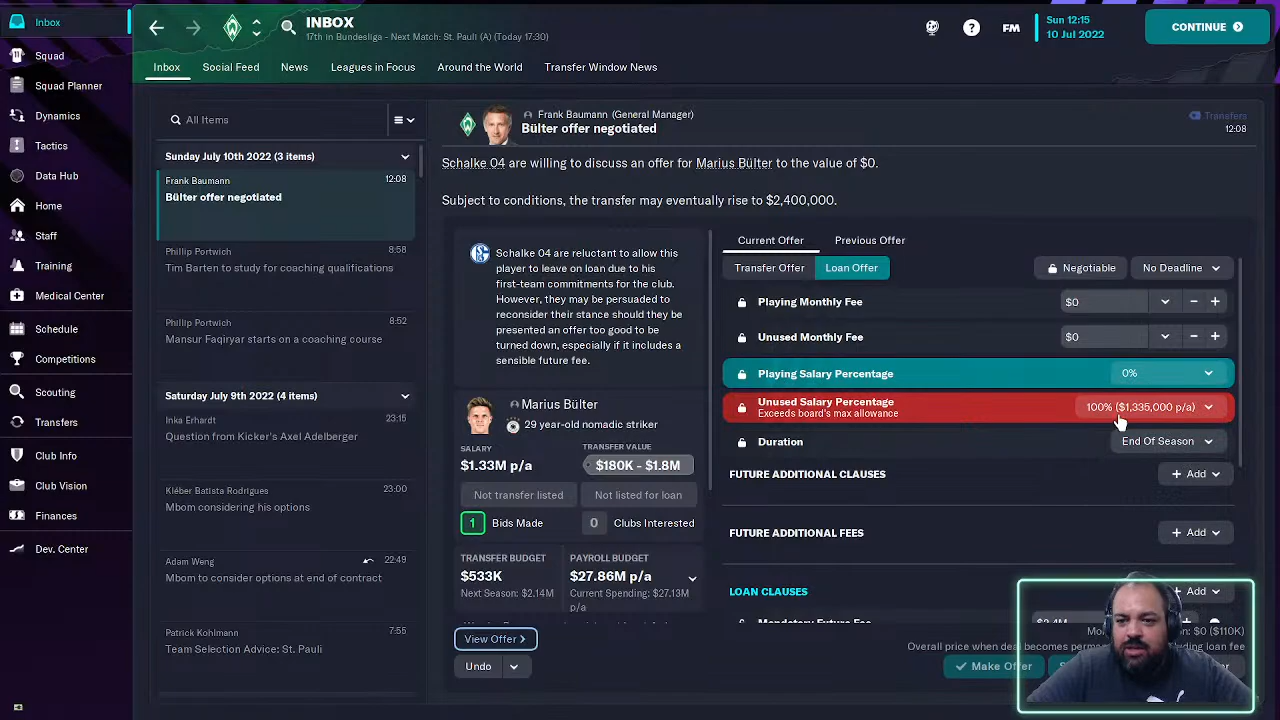 Inbox
Squad
Squad Planner
Dynamics
Tactics
Data Hub
Home
Staff
Training
Medical Center
Schedule
Competitions
Scouting
Transfers
Club Info
Club Vision
Finances
Dev. Center
INBOX
17th in Bundesliga - Next Match: St. Pauli (A) (Today 17:30)
FM
Sun 12:15
10 Jul 2022
CONTINUE
Inbox
Social Feed
News
Leagues in Focus
Around the World
Transfer Window News
All Items
Sunday July 10th 2022 (3 items)
Frank Baumann 12:08
Bülter offer negotiated
Phillip Portwich 8:58
Tim Barten to study for coaching qualifications
Phillip Portwich 8:52
Mansur Faqiryar starts on a coaching course
Saturday July 9th 2022 (4 items)
Inka Erhardt 23:15
Question from Kicker's Axel Adelberger
Kléber Batista Rodrigues 23:00
Mbom considering his options
Adam Weng 22:49
Mbom to consider options at end of contract
Patrick Kohlmann 7:55
Team Selection Advice: St. Pauli
Frank Baumann (General Manager)
Bülter offer negotiated
Transfers
12:08
Schalke 04 are willing to discuss an offer for Marius Bülter to the value of $0.
Subject to conditions, the transfer may eventually rise to $2,400,000.
Schalke 04 are reluctant to allow this
player to leave on loan due to his
first-team commitments for the club.
However, they may be persuaded to
reconsider their stance should they be
presented an offer too good to be
turned down, especially if it includes a
sensible future fee.
Marius Bülter
29 year-old nomadic striker
SALARY
$1.33M p/a
TRANSFER VALUE
$180K - $1.8M
Not transfer listed
Not listed for loan
1 Bids Made
0 Clubs Interested
TRANSFER BUDGET
$533K
Next Season: $2.14M
PAYROLL BUDGET
$27.86M p/a
Current Spending: $27.13M
p/a
View Offer
Undo
Current Offer
Previous Offer
Transfer Offer
Loan Offer
Negotiable
No Deadline
Playing Monthly Fee $0
Unused Monthly Fee $0
Playing Salary Percentage 0%
Unused Salary Percentage
Exceeds board's max allowance
100% ($1,335,000 p/a)
Duration End Of Season
FUTURE ADDITIONAL CLAUSES + Add
FUTURE ADDITIONAL FEES + Add
LOAN CLAUSES + Add
Mandatory Future Fee $2.4M
$0 ($110K)
Overall price when deal becomes perm
Make Offer